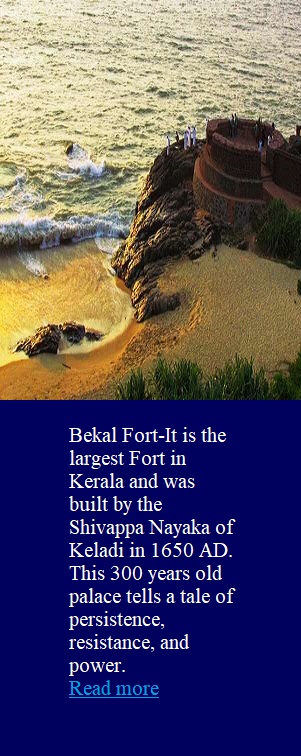 Bekal Fort-It is the
largest Fort in
Kerala and was
built by the
Shivappa Nayaka of
Keladi in 1650 AD.
This 300 years old
palace tells a tale of
persistence,
resistance, and
power.
Read more